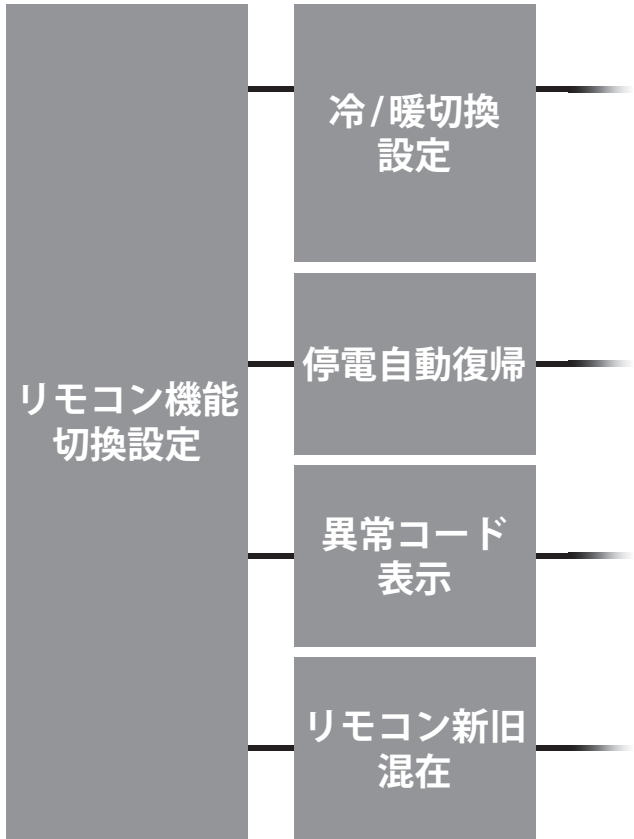 リモコン機能
切換設定
冷/暖切換
設定
停電自動復帰
異常コード
表示
リモコン新旧
混在